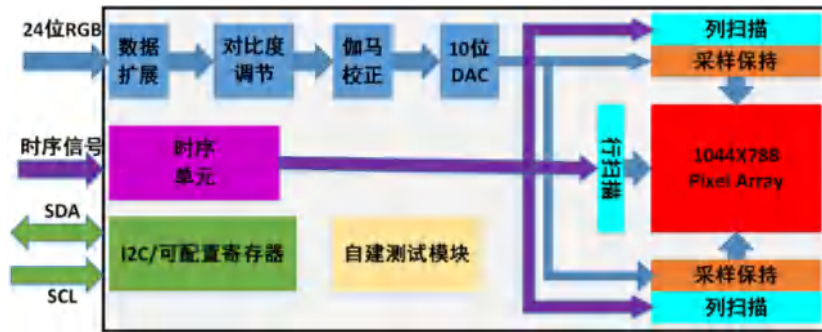 24位RGB
数据
扩展
对比度
调节
伽马
校正
10位
DAC
列扫描
采样保持
时序信号
时序
单元
行扫描
1044X788
Pixel Array
SDA
I2C/可配置寄存器
自建测试模块
SCL
采样保持
列扫描